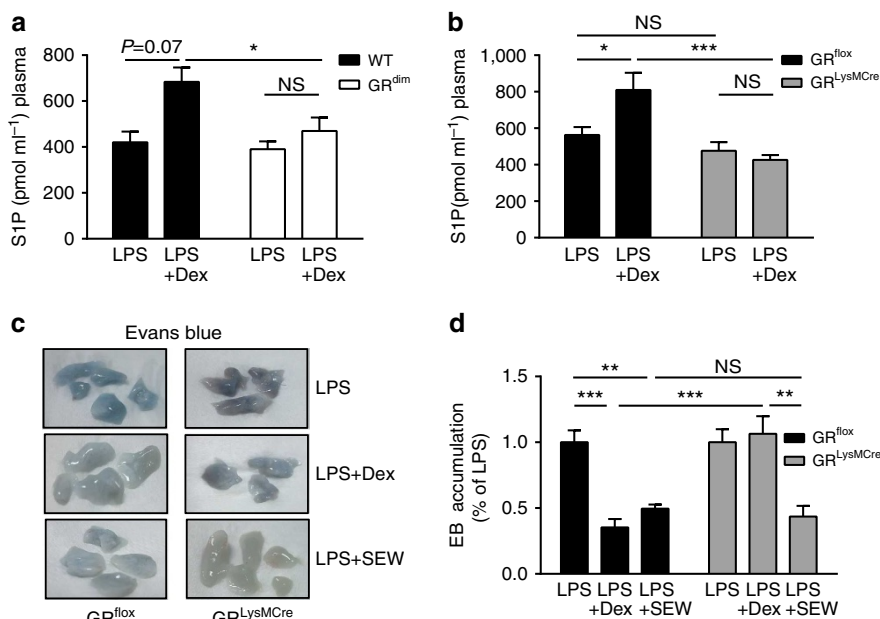 a
P=0.07
*
NS
WT
GR^dim
800
600
400
200
0
S1P (pmol ml⁻¹) plasma
LPS
LPS
+Dex
LPS
LPS
+Dex
b
NS
*
***
NS
GR^flox
GR^LysMCre
1,000
800
600
400
200
0
S1P(pmol ml⁻¹) plasma
LPS
LPS
+Dex
LPS
LPS
+Dex
c
Evans blue
LPS
LPS+Dex
LPS+SEW
GR^flox
GR^LysMCre
d
**
NS
***
***
**
GR^flox
GR^LysMCre
1.5
1.0
0.5
0.0
EB accumulation
(% of LPS)
LPS
LPS
+Dex
LPS
+SEW
LPS
LPS
+Dex
LPS
+SEW